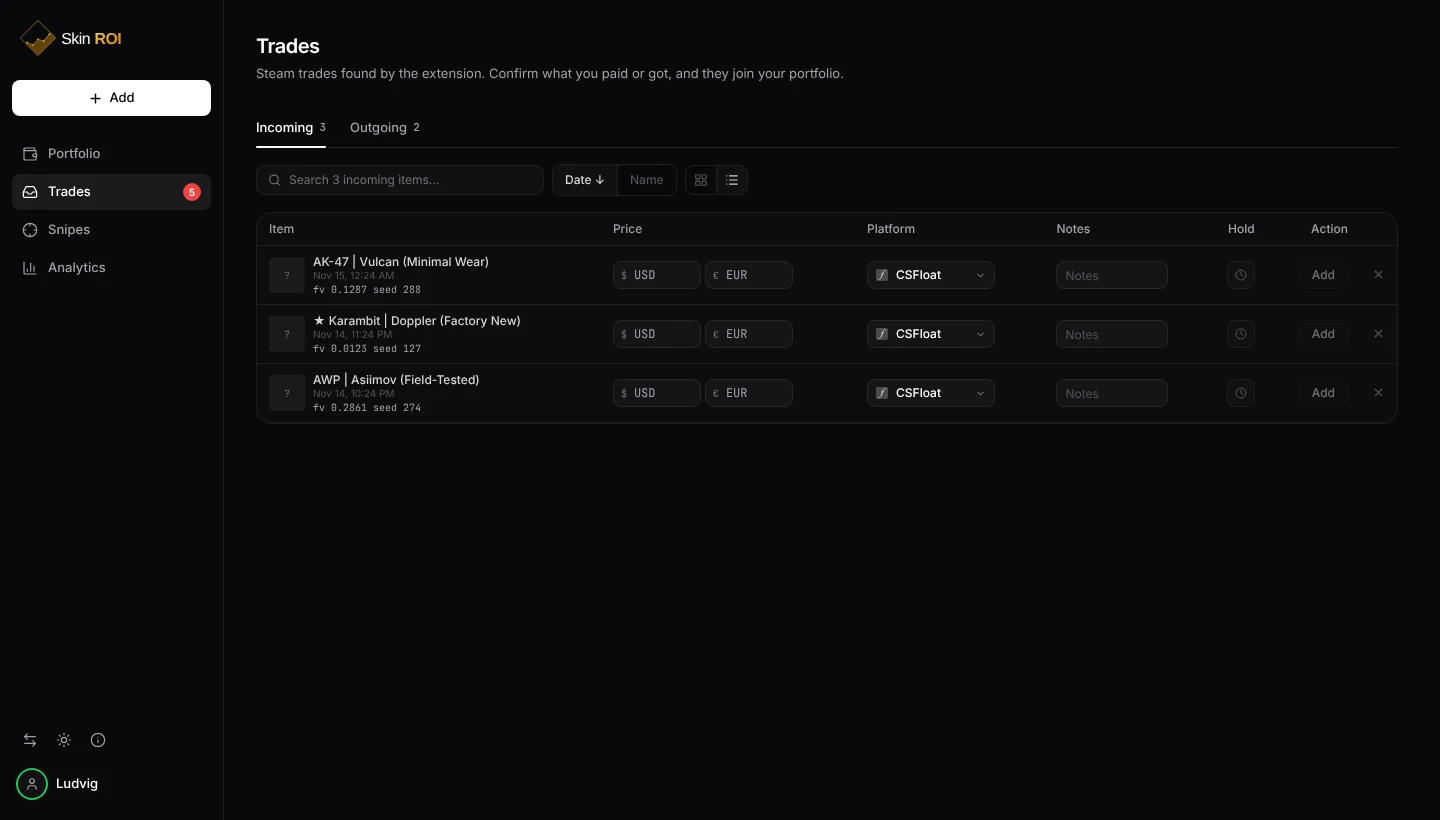 Skin ROI
Add
Portfolio
Trades 5
Snipes
Analytics
Ludvig
Trades
Steam trades found by the extension. Confirm what you paid or got, and they join your portfolio.
Incoming 3 Outgoing 2
Search 3 incoming items...
Date ↓ Name
Item Price Platform Notes Hold Action
? AK-47 | Vulcan (Minimal Wear)
Nov 15, 12:24 AM
fv 0.1287 seed 288
$ USD € EUR CSFloat Notes Add ×
? ★ Karambit | Doppler (Factory New)
Nov 14, 11:24 PM
fv 0.0123 seed 127
$ USD € EUR CSFloat Notes Add ×
? AWP | Asiimov (Field-Tested)
Nov 14, 10:24 PM
fv 0.2861 seed 274
$ USD € EUR CSFloat Notes Add ×